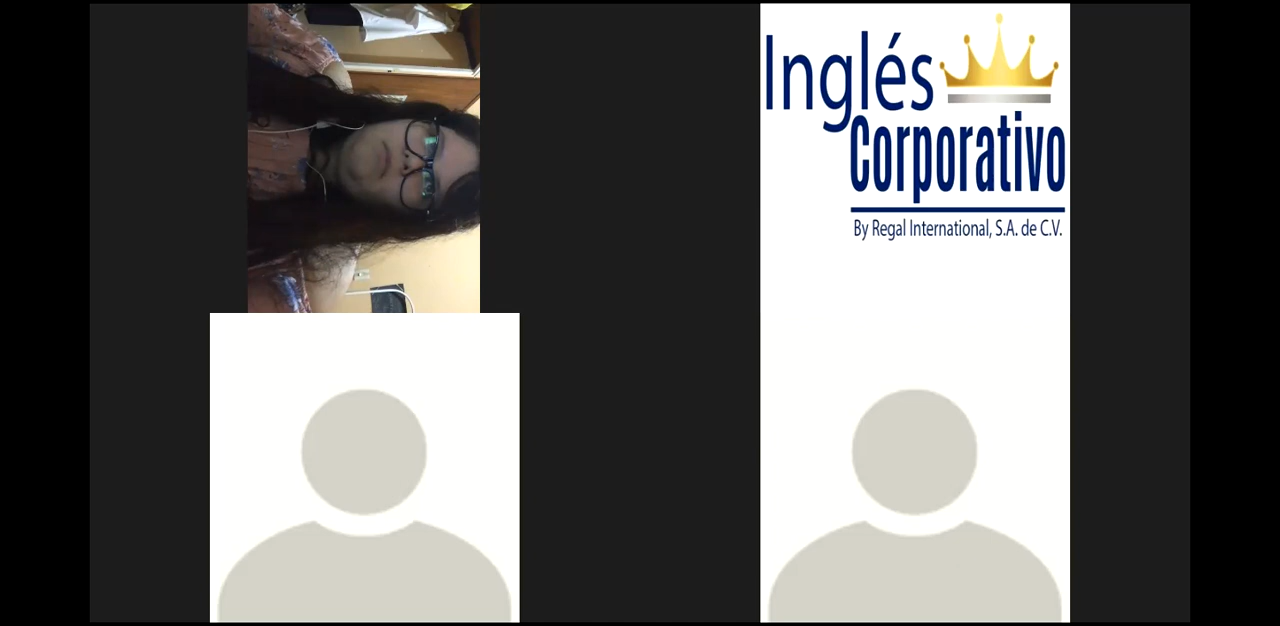 Inglés
Corporativo
By Regal International, S.A. de C.V.